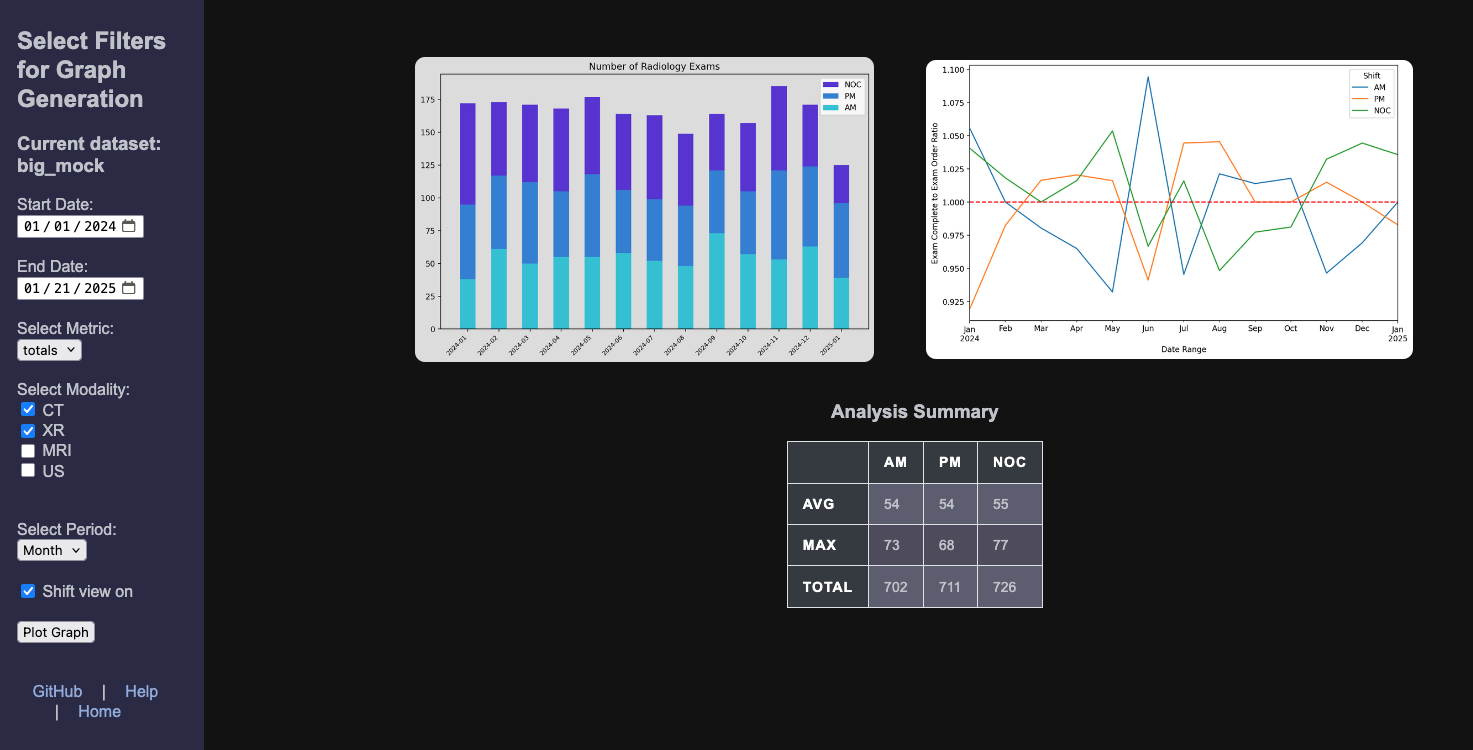 Select Filters
for Graph
Generation
Current dataset:
big_mock
Start Date:
01/01/2024
End Date:
01/21/2025
Select Metric:
totals
Select Modality:
CT
XR
MRI
US
Select Period:
Month
Shift view on
Plot Graph
GitHub | Help
| Home
Number of Radiology Exams
NOC
PM
AM
175
150
125
100
75
50
25
0
2024-01 2024-02 2024-03 2024-04 2024-05 2024-06 2024-07 2024-08 2024-09 2024-10 2024-11 2024-12 2025-01
Exam Complete to Exam Order Ratio
1.100
1.075
1.050
1.025
1.000
0.975
0.950
0.925
Shift
AM
PM
NOC
Jan Feb Mar Apr May Jun Jul Aug Sep Oct Nov Dec Jan
2024 2025
Date Range
Analysis Summary
AM PM NOC
AVG 54 54 55
MAX 73 68 77
TOTAL 702 711 726